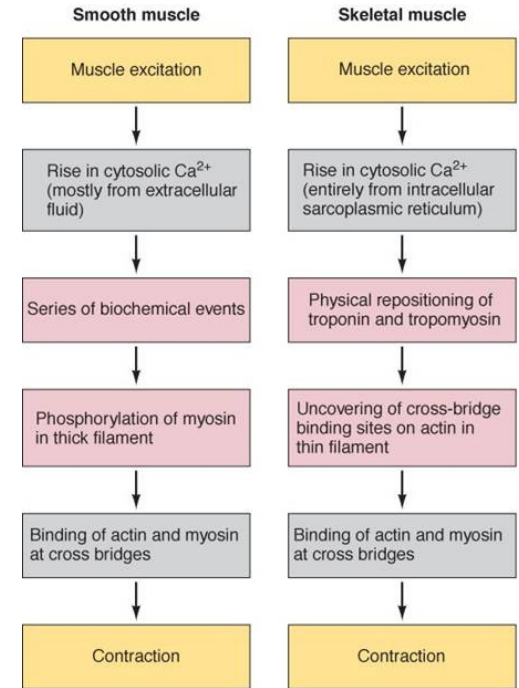 Smooth muscle
Muscle excitation
Rise in cytosolic Ca²⁺
(mostly from extracellular
fluid)
Series of biochemical events
Phosphorylation of myosin
in thick filament
Binding of actin and myosin
at cross bridges
Contraction
Skeletal muscle
Muscle excitation
Rise in cytosolic Ca²⁺
(entirely from intracellular
sarcoplasmic reticulum)
Physical repositioning of
troponin and tropomyosin
Uncovering of cross-bridge
binding sites on actin in
thin filament
Binding of actin and myosin
at cross bridges
Contraction